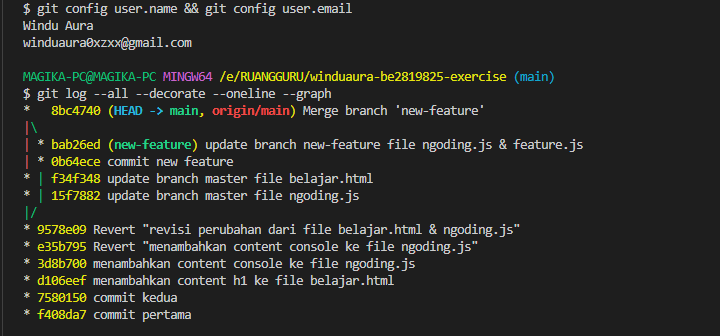 $ git config user.name && git config user.email
Windu Aura
winduaura0xzxx@gmail.com
MAGIKA-PC@MAGIKA-PC MINGW64 /e/RUANGGURU/winduaura-be2819825-exercise (main)
$ git log --all --decorate --oneline --graph
*   8bc4740 (HEAD -> main, origin/main) Merge branch 'new-feature'
|\
| * bab26ed (new-feature) update branch new-feature file ngoding.js & feature.js
| * 0b64ece commit new feature
* | f34f348 update branch master file belajar.html
* | 15f7882 update branch master file ngoding.js
|/
* 9578e09 Revert "revisi perubahan dari file belajar.html & ngoding.js"
* e35b795 Revert "menambahkan content console ke file ngoding.js"
* 3d8b700 menambahkan content console ke file ngoding.js
* d106eef menambahkan content h1 ke file belajar.html
* 7580150 commit kedua
* f408da7 commit pertama